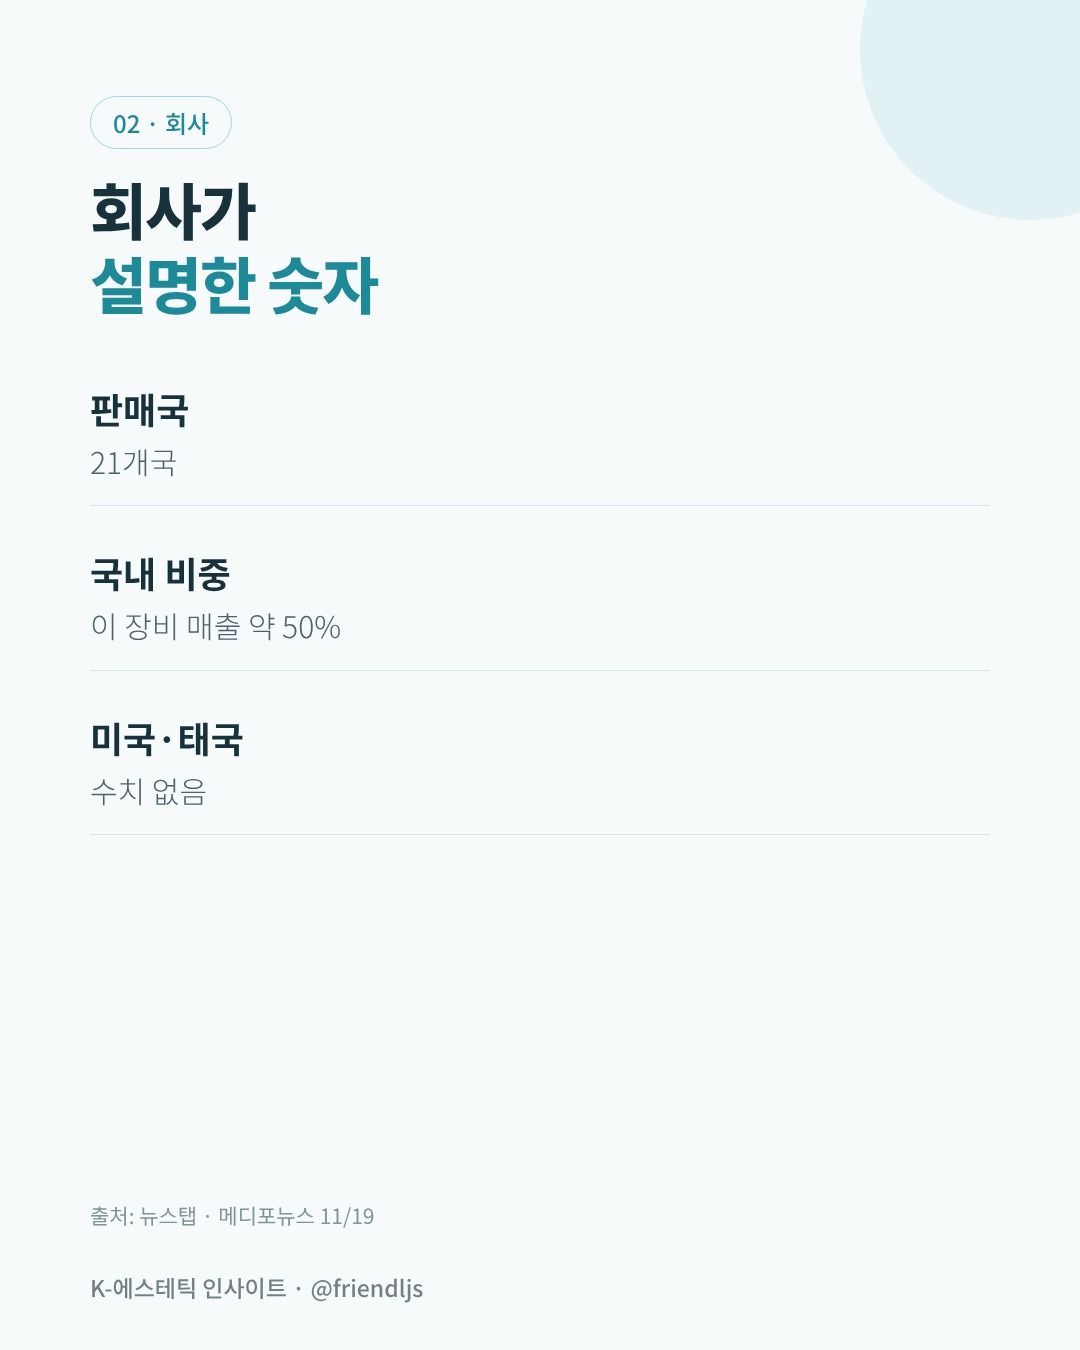 02 · 회사
회사가
설명한 숫자
판매국
21개국
국내 비중
이 장비 매출 약 50%
미국·태국
수치 없음
출처: 뉴스탭 · 메디포뉴스 11/19
K-에스테틱 인사이트 · @friendljs